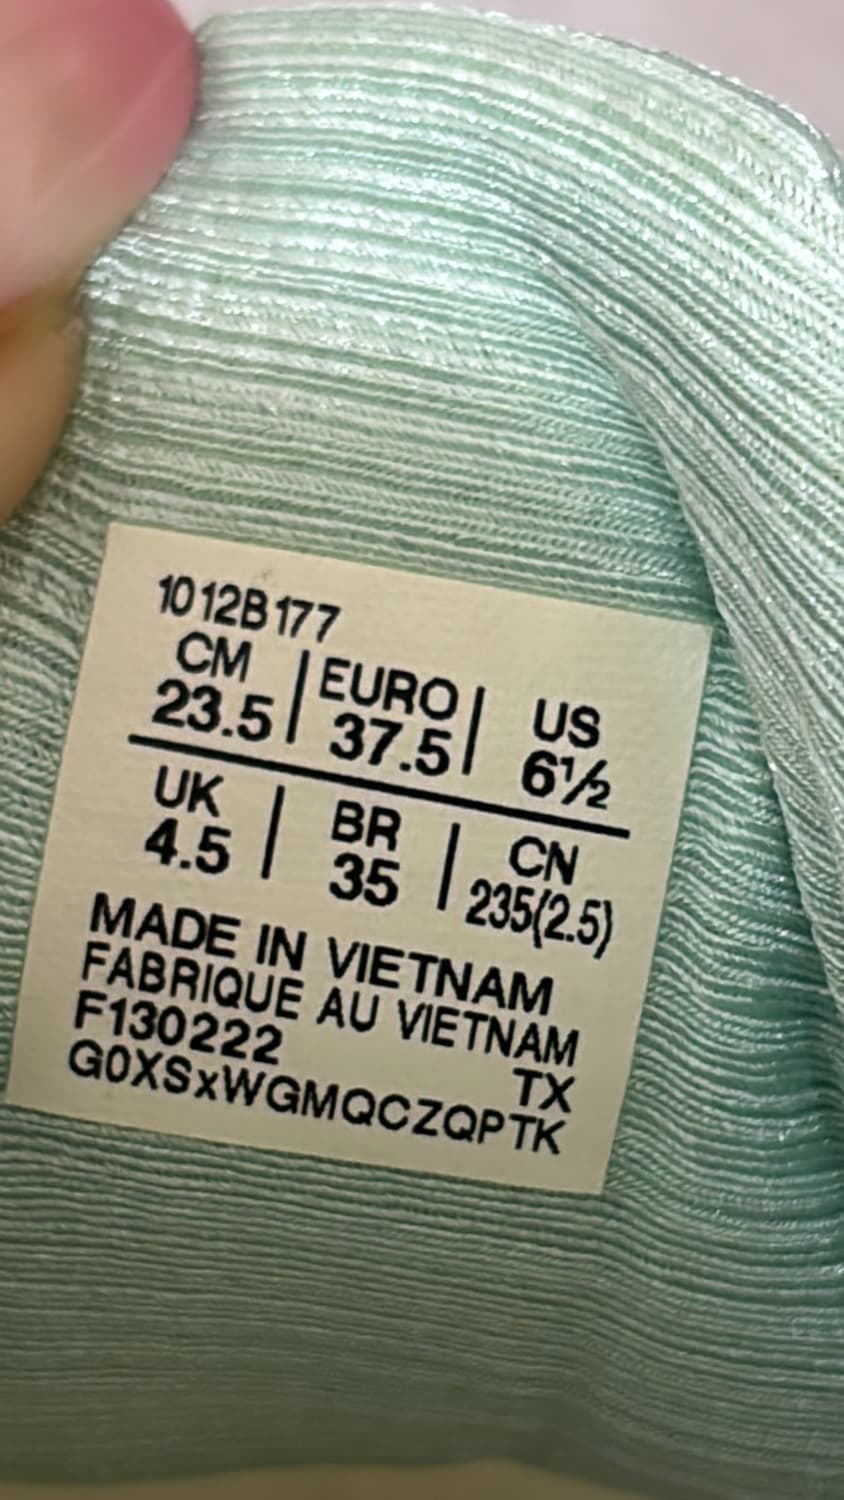 1012B177
CM | EURO | US
23.5 | 37.5 | 6½
UK | BR | CN
4.5 | 35 | 235(2.5)
MADE IN VIETNAM
FABRIQUE AU VIETNAM
F130222 TX
G0XSxWGMQCZQPTK